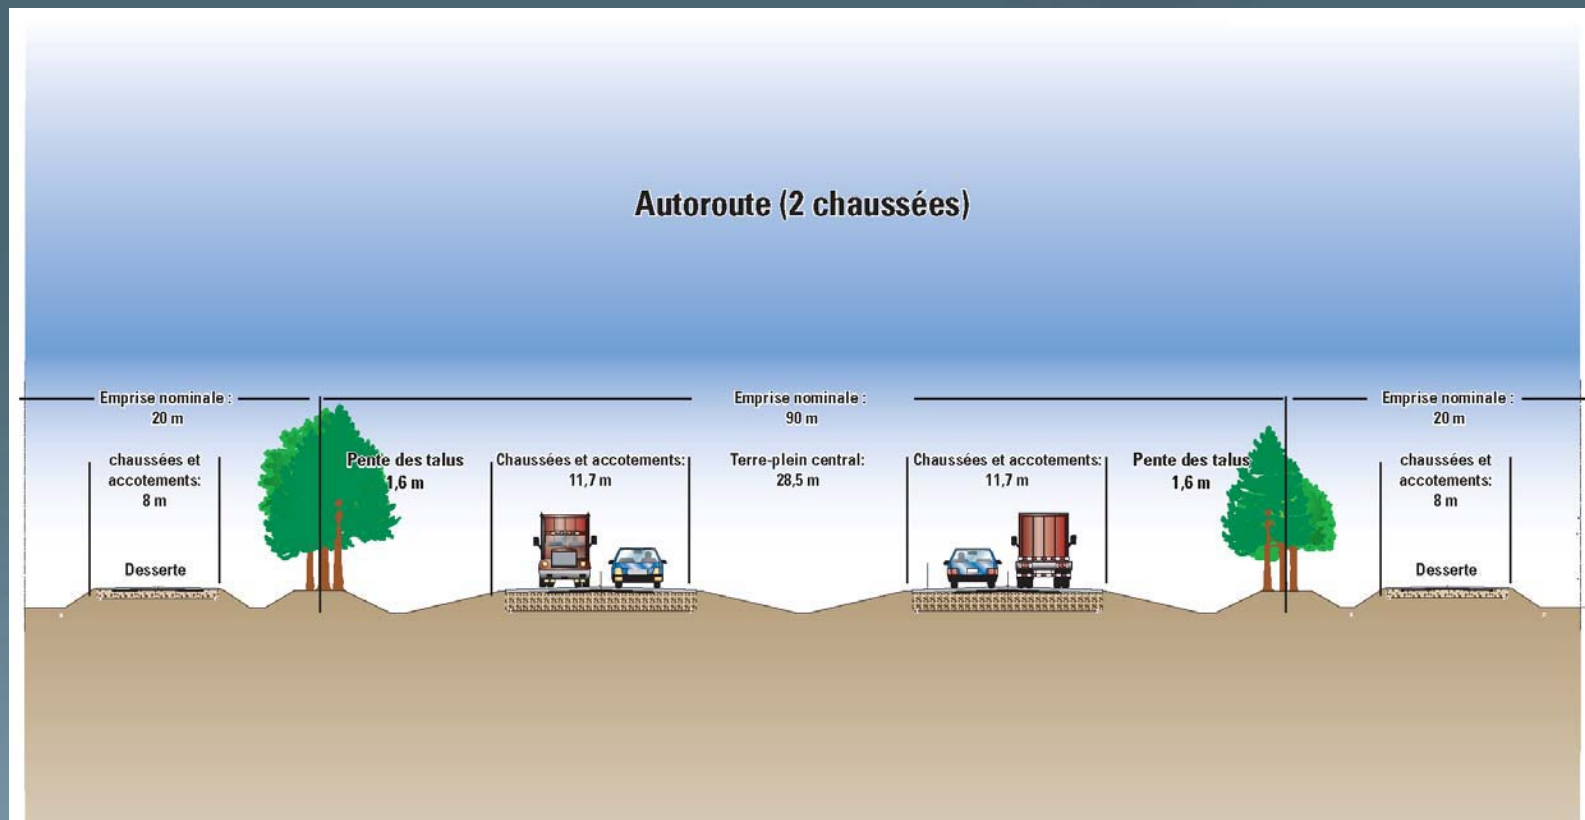 Autoroute (2 chaussées)
Emprise nominale :
20 m
Emprise nominale :
90 m
Emprise nominale :
20 m
chaussées et
accotements:
8 m
Pente des talus
1,6 m
Chaussées et accotements:
11,7 m
Terre-plein central:
28,5 m
Chaussées et accotements:
11,7 m
Pente des talus
1,6 m
chaussées et
accotements:
8 m
Desserte
Desserte